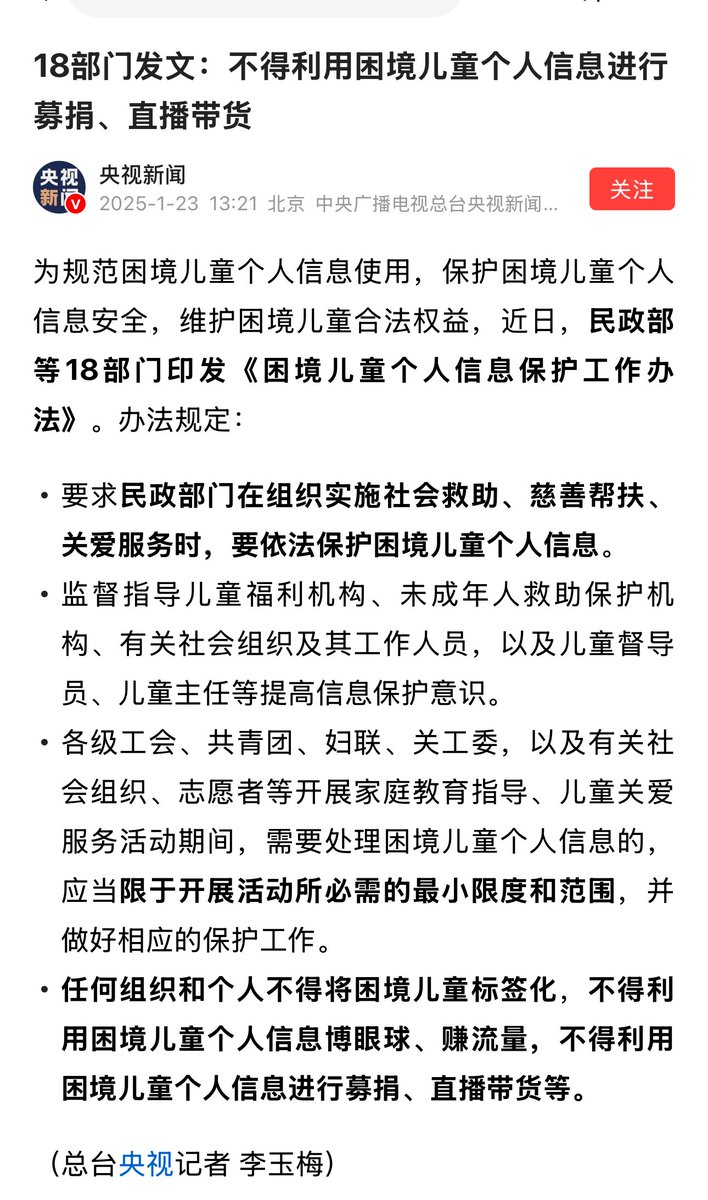 18部门发文：不得利用困境儿童个人信息进行
募捐、直播带货
央视新闻
2025-1-23 13:21 北京 中央广播电视总台央视新闻...
关注
为规范困境儿童个人信息使用，保护困境儿童个人
信息安全，维护困境儿童合法权益，近日，民政部
等18部门印发《困境儿童个人信息保护工作办
法》。办法规定：
• 要求民政部门在组织实施社会救助、慈善帮扶、
关爱服务时，要依法保护困境儿童个人信息。
• 监督指导儿童福利机构、未成年人救助保护机
构、有关社会组织及其工作人员，以及儿童督导
员、儿童主任等提高信息保护意识。
• 各级工会、共青团、妇联、关工委，以及有关社
会组织、志愿者等开展家庭教育指导、儿童关爱
服务活动期间，需要处理困境儿童个人信息的，
应当限于开展活动所必需的最小限度和范围，并
做好相应的保护工作。
• 任何组织和个人不得将困境儿童标签化，不得利
用困境儿童个人信息博眼球、赚流量，不得利用
困境儿童个人信息进行募捐、直播带货等。
（总台央视记者 李玉梅）